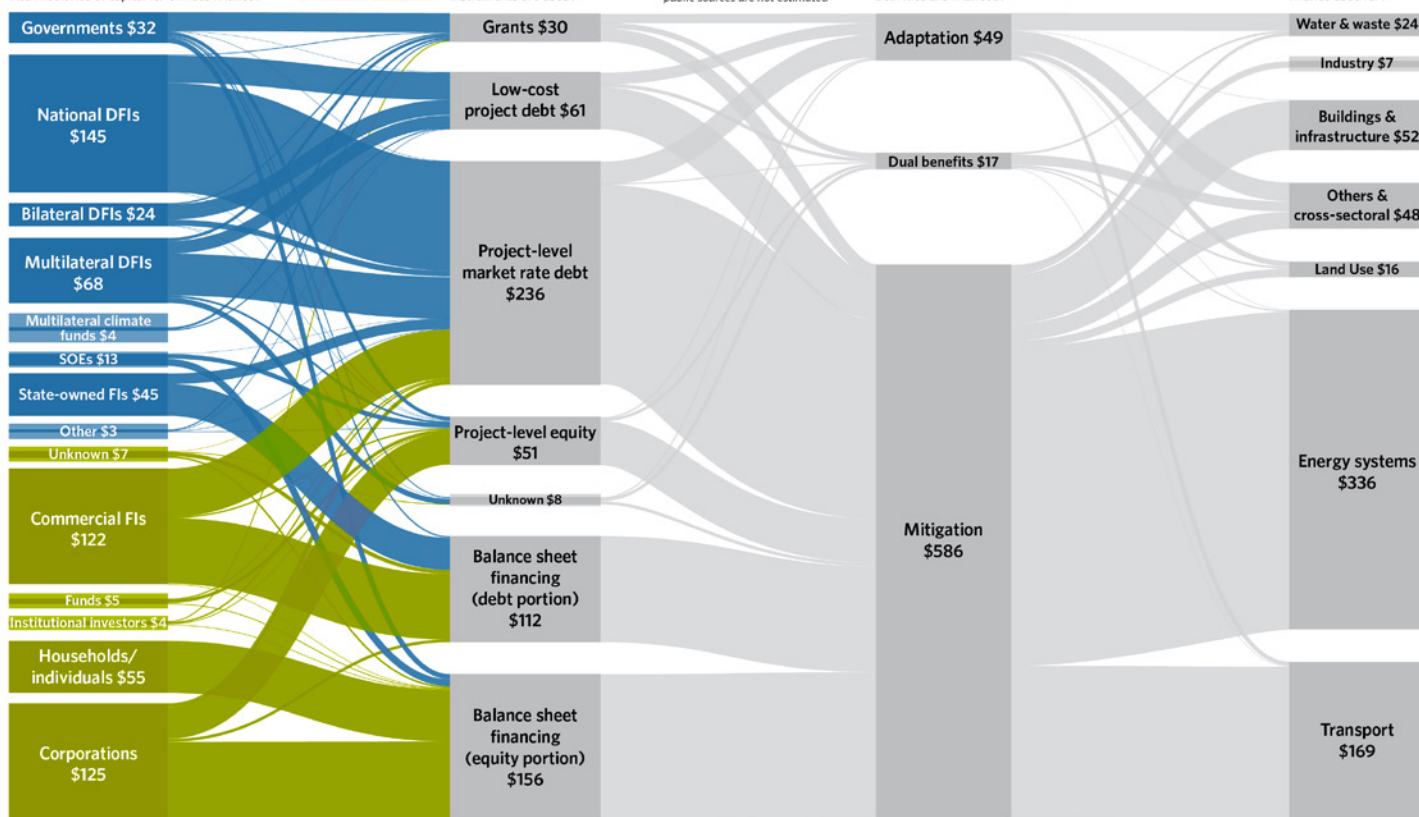 public sources are not estimated
Governments $32
National DFIs
$145
Bilateral DFIs $24
Multilateral DFIs
$68
Multilateral climate
funds $4
SOEs $13
State-owned FIs $45
Other $3
Unknown $7
Commercial FIs
$122
Funds $5
Institutional investors $4
Households/
individuals $55
Corporations
$125
Grants $30
Low-cost
project debt $61
Project-level
market rate debt
$236
Project-level equity
$51
Unknown $8
Balance sheet
financing
(debt portion)
$112
Balance sheet
financing
(equity portion)
$156
Adaptation $49
Dual benefits $17
Mitigation
$586
Water & waste $24
Industry $7
Buildings &
infrastructure $52
Others &
cross-sectoral $48
Land Use $16
Energy systems
$336
Transport
$169